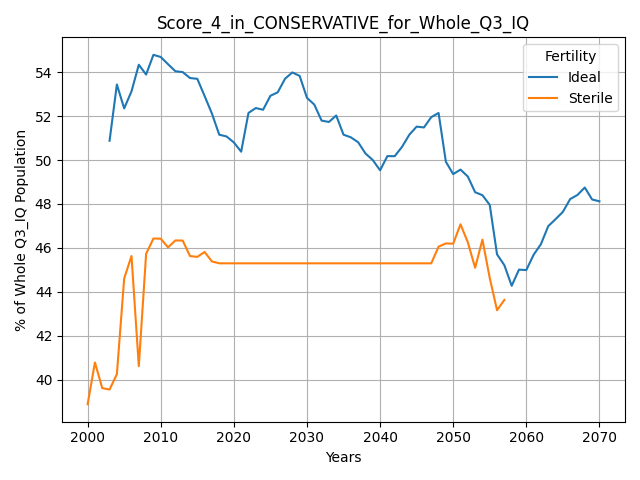 Score_4_in_CONSERVATIVE_for_Whole_Q3_IQ
Fertility
Ideal
Sterile
% of Whole Q3_IQ Population
54
52
50
48
46
44
42
40
2000 2010 2020 2030 2040 2050 2060 2070
Years